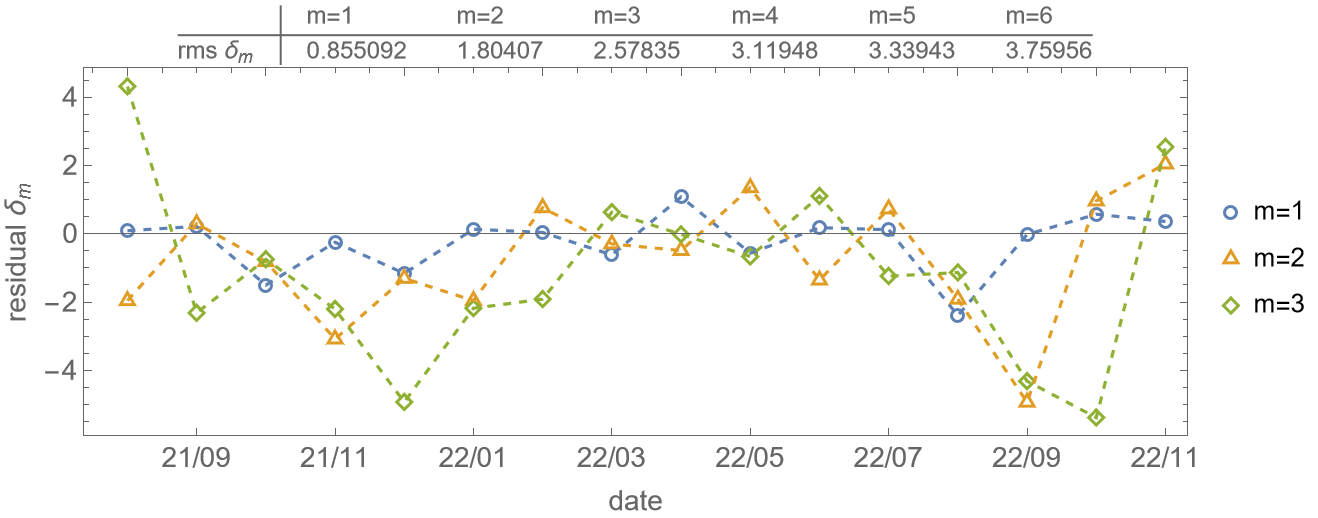 m=1 m=2 m=3 m=4 m=5 m=6
rms δm 0.855092 1.80407 2.57835 3.11948 3.33943 3.75956
residual δm
4
2
0
−2
−4
21/09 21/11 22/01 22/03 22/05 22/07 22/09 22/11
date
m=1
m=2
m=3